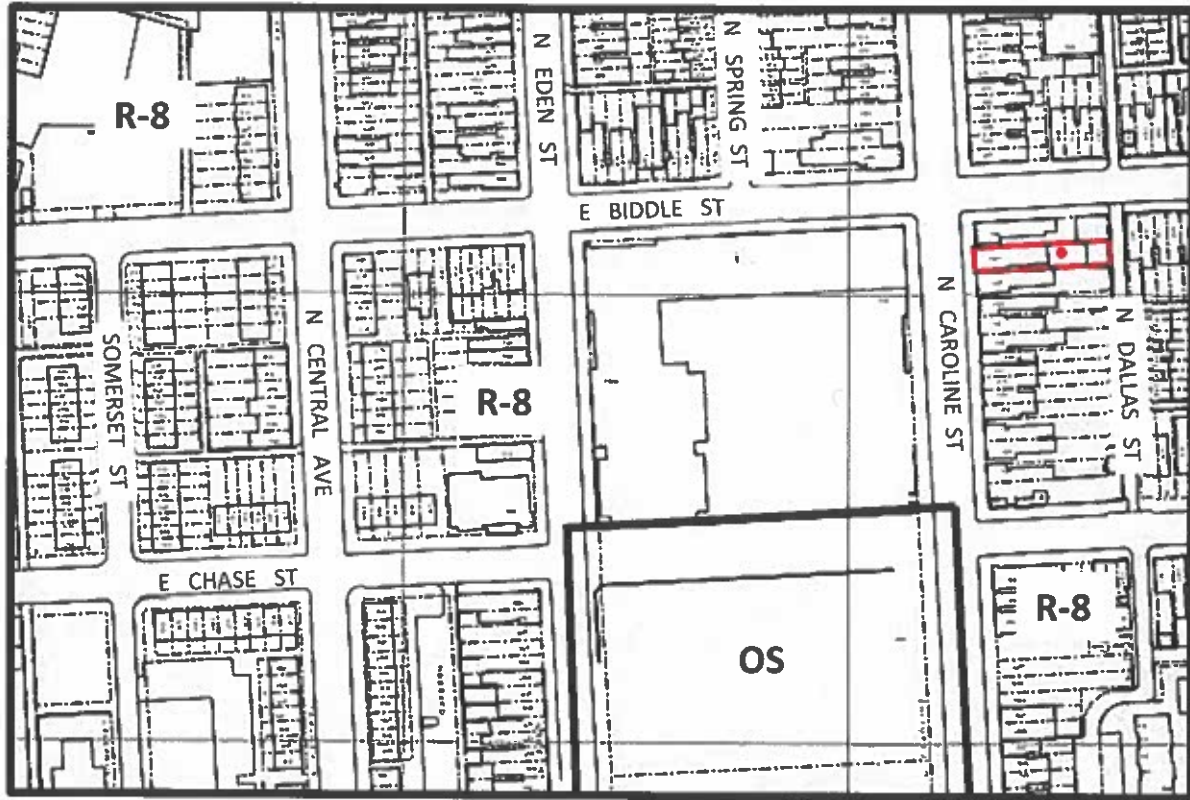 R-8
N EDEN ST
N SPRING ST
E BIDDLE ST
SOMERSET ST
N CENTRAL AVE
R-8
N CAROLINE ST
N DALLAS ST
E CHASE ST
OS
R-8